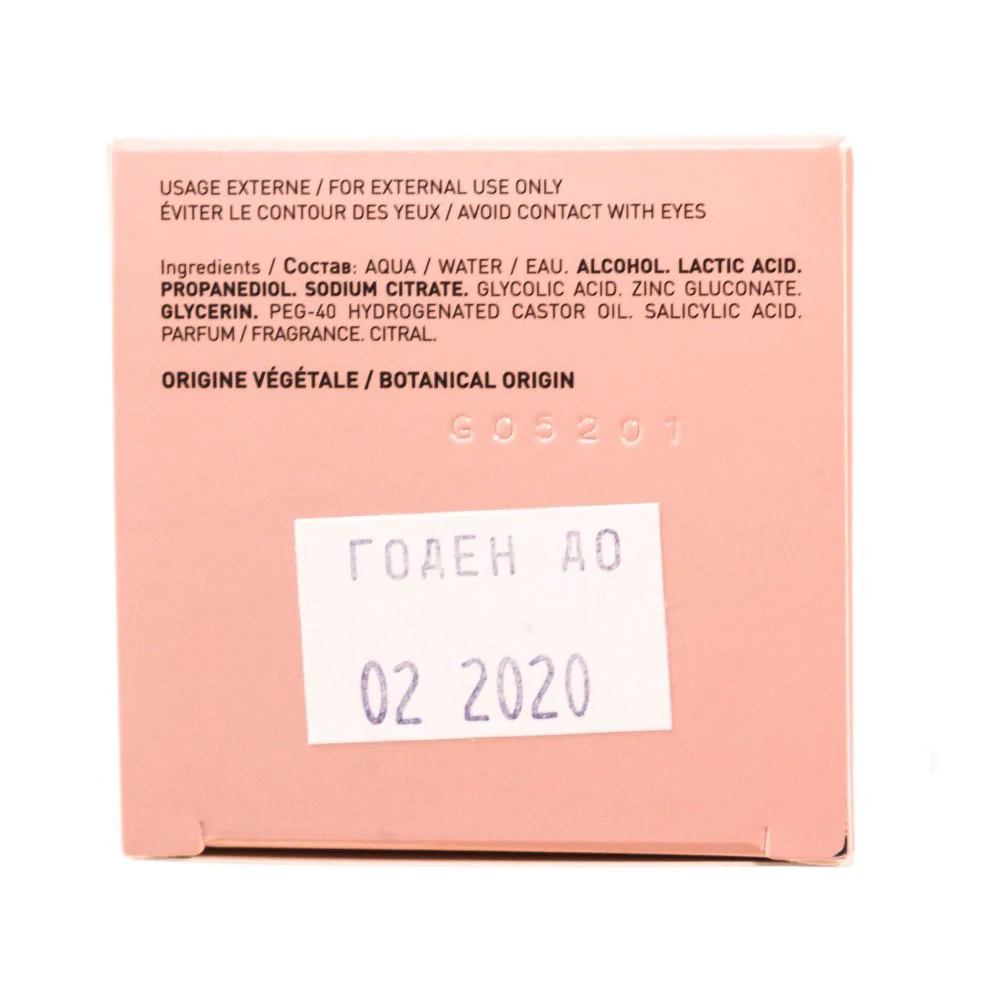 USAGE EXTERNE / FOR EXTERNAL USE ONLY
ÉVITER LE CONTOUR DES YEUX / AVOID CONTACT WITH EYES
Ingredients / Состав: AQUA / WATER / EAU. ALCOHOL. LACTIC ACID.
PROPANEDIOL. SODIUM CITRATE. GLYCOLIC ACID. ZINC GLUCONATE.
GLYCERIN. PEG-40 HYDROGENATED CASTOR OIL. SALICYLIC ACID.
PARFUM / FRAGRANCE. CITRAL.
ORIGINE VÉGÉTALE / BOTANICAL ORIGIN
G05201
ГОДЕН ДО
02 2020